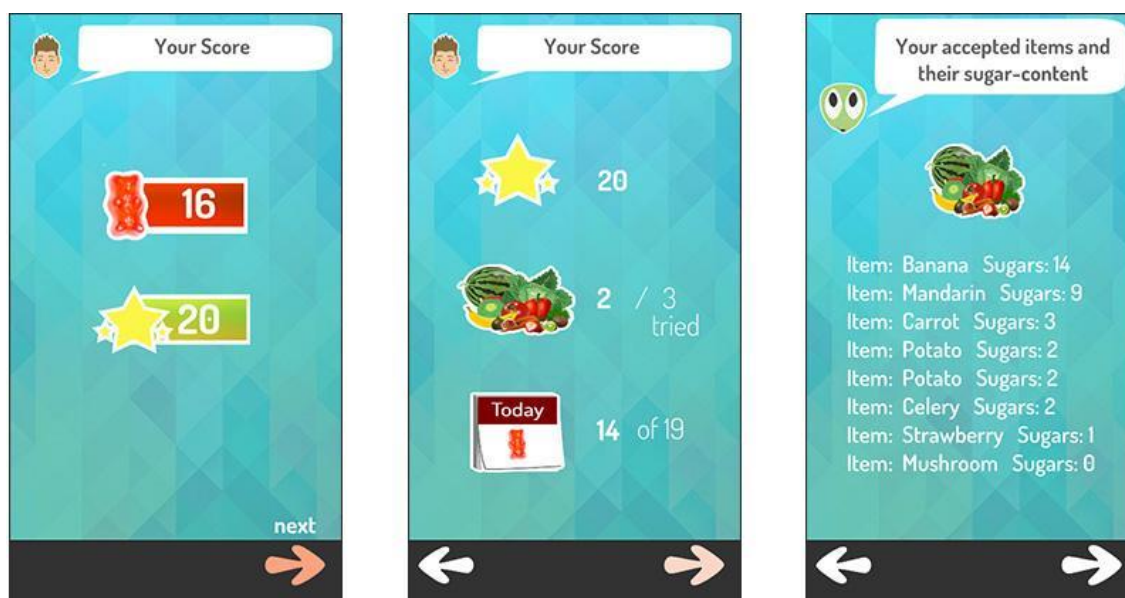 Your Score
16
20
next
Your Score
20
2 / 3
tried
Today
14 of 19
Your accepted items and
their sugar-content
Item: Banana Sugars: 14
Item: Mandarin Sugars: 9
Item: Carrot Sugars: 3
Item: Potato Sugars: 2
Item: Potato Sugars: 2
Item: Celery Sugars: 2
Item: Strawberry Sugars: 1
Item: Mushroom Sugars: 0